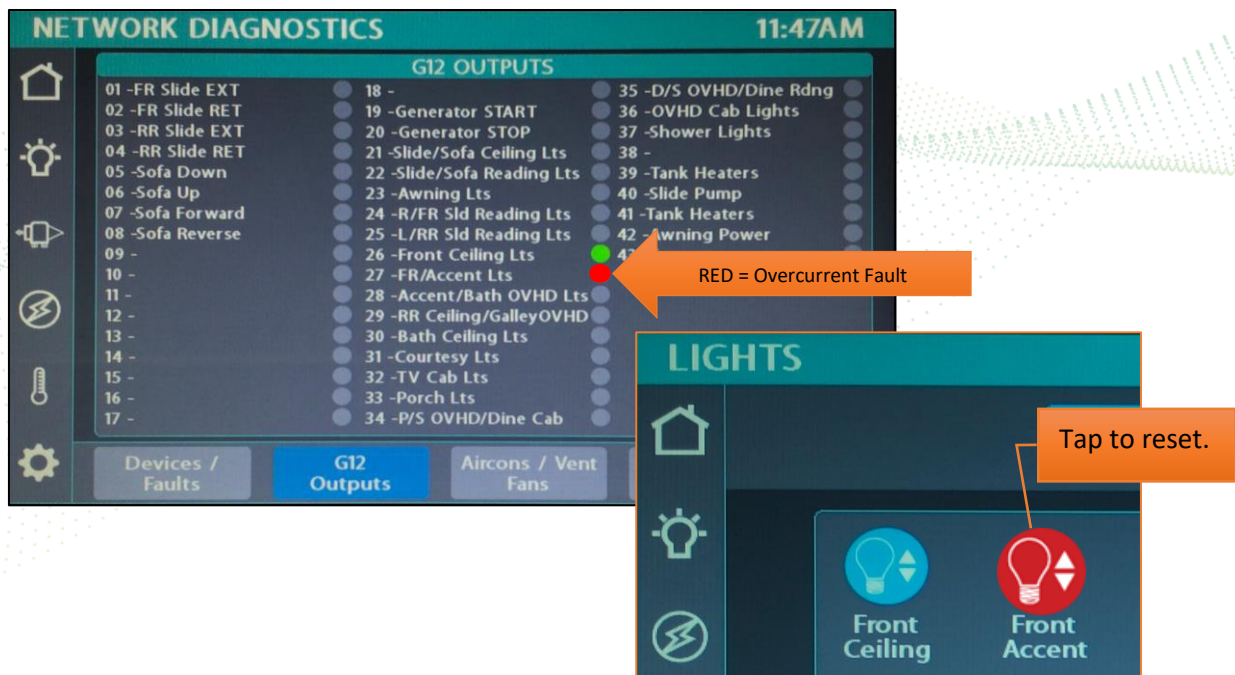 NETWORK DIAGNOSTICS
11:47AM
G12 OUTPUTS
01 -FR Slide EXT
02 -FR Slide RET
03 -RR Slide EXT
04 -RR Slide RET
05 -Sofa Down
06 -Sofa Up
07 -Sofa Forward
08 -Sofa Reverse
09 -
10 -
11 -
12 -
13 -
14 -
15 -
16 -
17 -
18 -
19 -Generator START
20 -Generator STOP
21 -Slide/Sofa Ceiling Lts
22 -Slide/Sofa Reading Lts
23 -Awning Lts
24 -R/FR Sld Reading Lts
25 -L/RR Sld Reading Lts
26 -Front Ceiling Lts
27 -FR/Accent Lts
28 -Accent/Bath OVHD Lts
29 -RR Ceiling/GalleyOVHD
30 -Bath Ceiling Lts
31 -Courtesy Lts
32 -TV Cab Lts
33 -Porch Lts
34 -P/S OVHD/Dine Cab
35 -D/S OVHD/Dine Rdng
36 -OVHD Cab Lights
37 -Shower Lights
38 -
39 -Tank Heaters
40 -Slide Pump
41 -Tank Heaters
42 -Awning Power
RED = Overcurrent Fault
Devices /
Faults
G12
Outputs
Aircons / Vent
Fans
LIGHTS
Tap to reset.
Front
Ceiling
Front
Accent